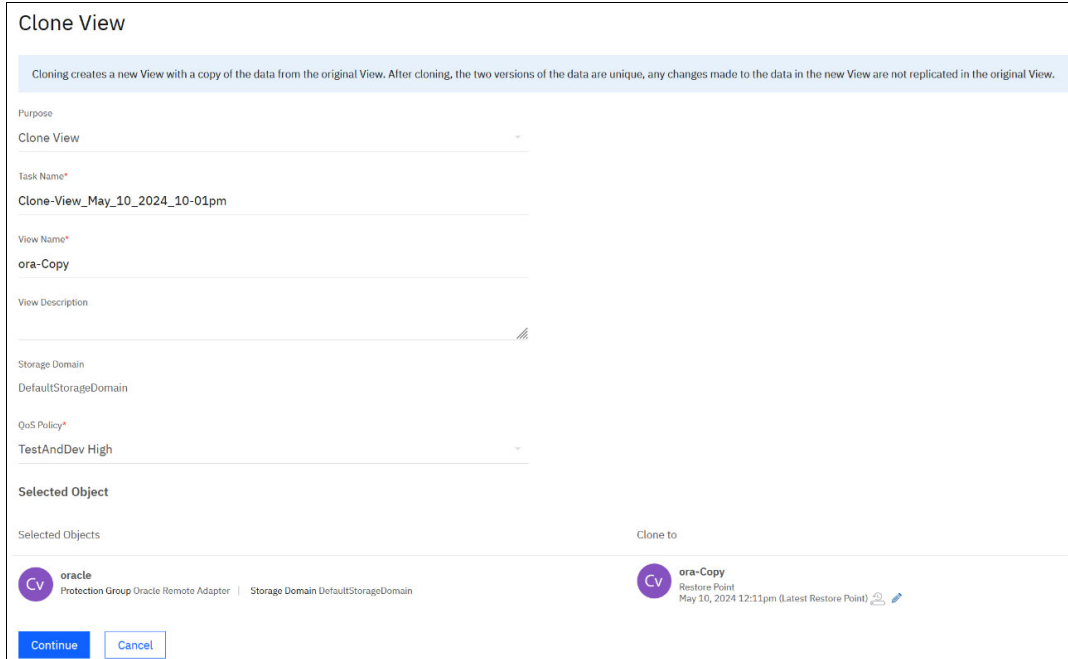 Clone View
Cloning creates a new View with a copy of the data from the original View. After cloning, the two versions of the data are unique, any changes made to the data in the new View are not replicated in the original View.
Purpose
Clone View
Task Name*
Clone-View_May_10_2024_10-01pm
View Name*
ora-Copy
View Description
Storage Domain
DefaultStorageDomain
QoS Policy*
TestAndDev High
Selected Object
Selected Objects
Clone to
Cv
oracle
Protection Group Oracle Remote Adapter | Storage Domain DefaultStorageDomain
Cv
ora-Copy
Restore Point
May 10, 2024 12:11pm (Latest Restore Point)
Continue
Cancel